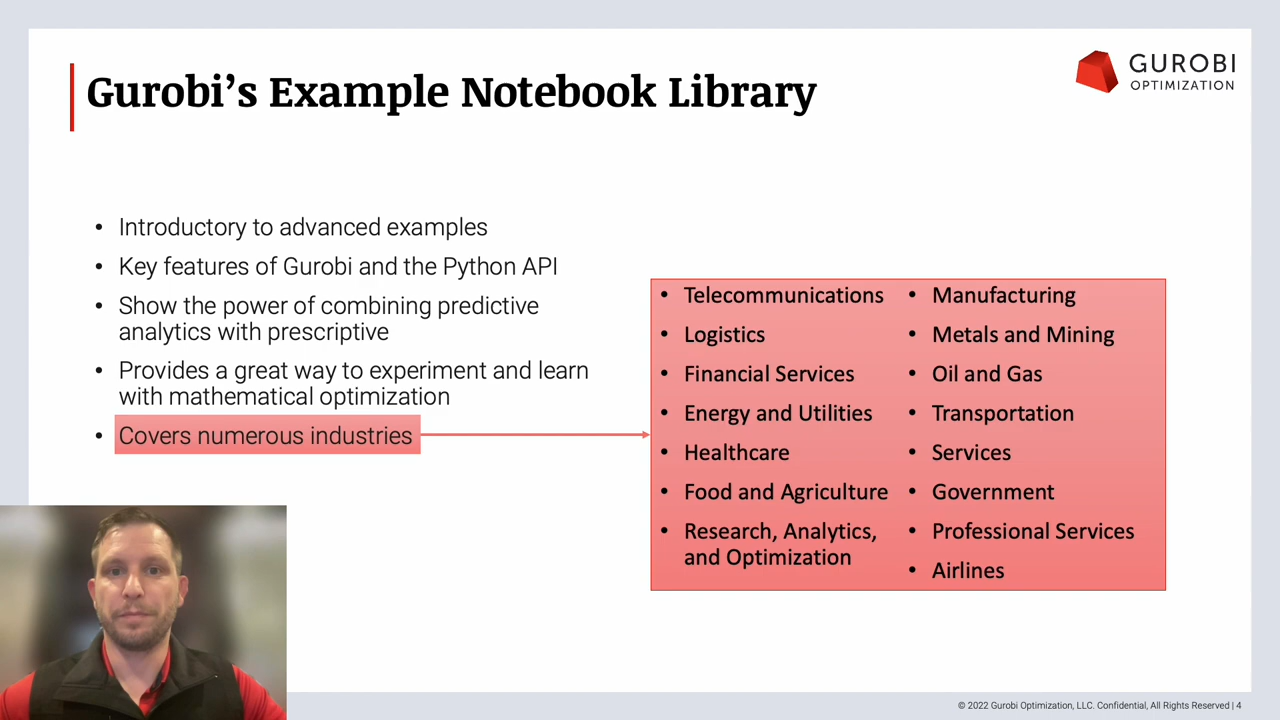 Gurobi’s Example Notebook Library
GUROBI
OPTIMIZATION
• Introductory to advanced examples
• Key features of Gurobi and the Python API
• Show the power of combining predictive
analytics with prescriptive
• Provides a great way to experiment and learn
with mathematical optimization
• Covers numerous industries
• Telecommunications
• Logistics
• Financial Services
• Energy and Utilities
• Healthcare
• Food and Agriculture
• Research, Analytics,
and Optimization
• Manufacturing
• Metals and Mining
• Oil and Gas
• Transportation
• Services
• Government
• Professional Services
• Airlines
© 2022 Gurobi Optimization, LLC. Confidential, All Rights Reserved | 4